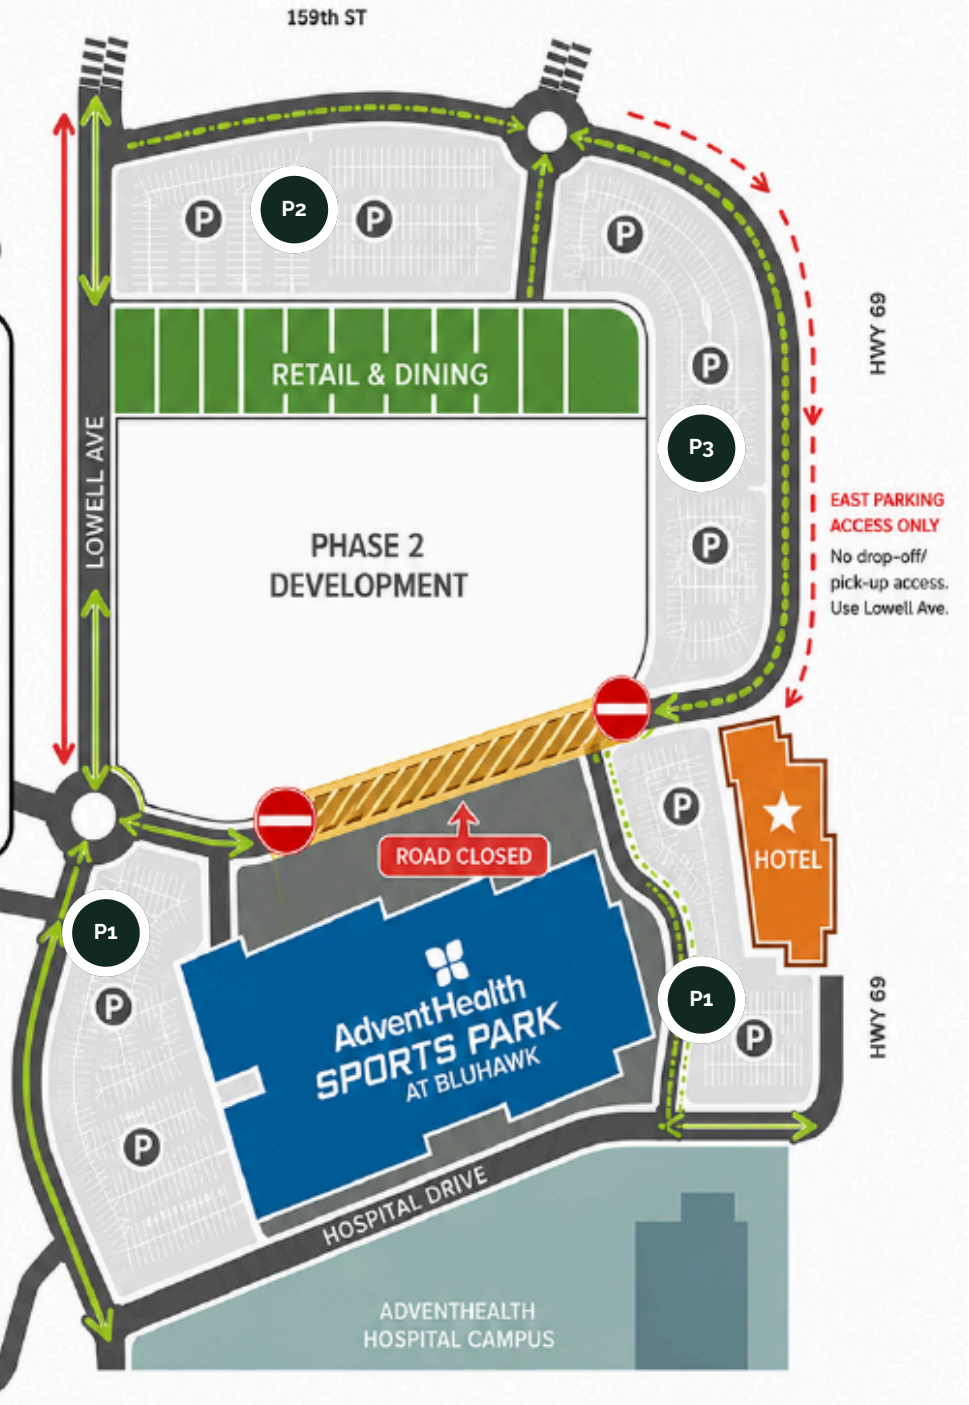 159th ST
P
P2
P
P
HWY 69
P
RETAIL & DINING
LOWELL AVE
P3
EAST PARKING
ACCESS ONLY
No drop-off/
pick-up access.
Use Lowell Ave.
PHASE 2
DEVELOPMENT
P
P
HOTEL
ROAD CLOSED
P1
P
AdventHealth
SPORTS PARK
AT BLUHAWK
P1
P
HWY 69
P
HOSPITAL DRIVE
ADVENTHEALTH
HOSPITAL CAMPUS